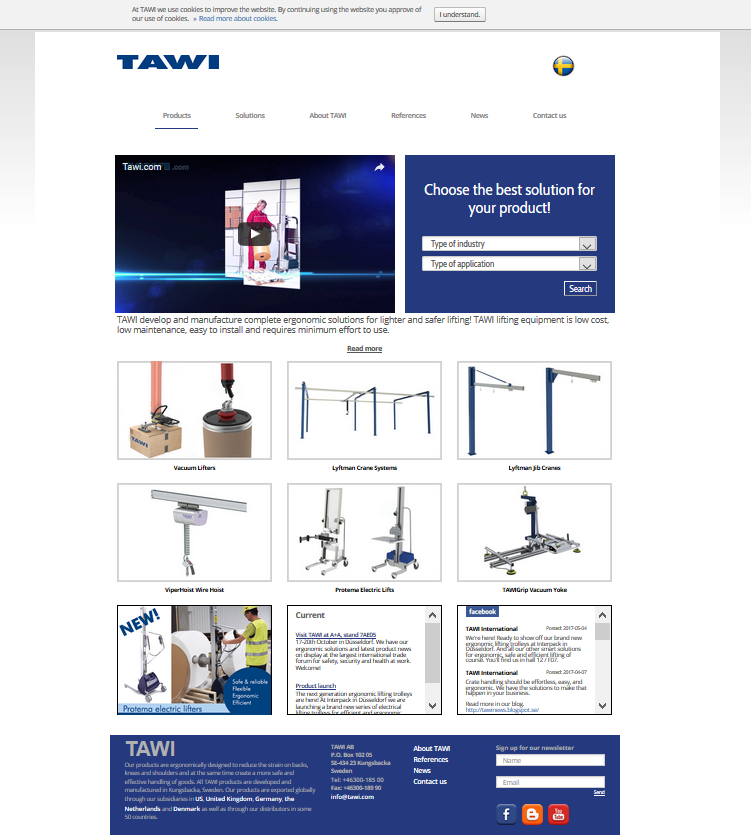 At TAWI we use cookies to improve the website. By continuing using the website you approve of
our use of cookies. » Read more about cookies.
I understand.
TAWI
Products Solutions About TAWI References News Contact us
Tawi.com
Choose the best solution for
your product!
Type of industry
Type of application
Search
TAWI develop and manufacture complete ergonomic solutions for lighter and safer lifting! TAWI lifting equipment is low cost,
low maintenance, easy to install and requires minimum effort to use.
Read more
TAWI
Vacuum Lifters Lyftman Crane Systems Lyftman Jib Cranes
ViperHoist Wire Hoist Protema Electric Lifts TAWIGrip Vacuum Yoke
NEW!
Safe & reliable
Flexible
Ergonomic
Efficient
Protema electric lifters
Current
Visit TAWI at A+A, stand 7AE05
17-20th October in Düsseldorf. We have our
ergonomic solutions and latest product news
on display at the largest international trade
forum for safety, security and health at work.
Welcome!
Product launch
The next generation ergonomic lifting trolleys
are here! At Interpack in Düsseldorf we are
launching a brand new series of electrical
lifting trolleys for efficient and ergonomic
facebook
TAWI International Posted: 2017-05-04
We're here! Ready to show off our brand new
ergonomic lifting trolleys at Interpack in
Düsseldorf. And all our other smart solutions
for ergonomic, safe and efficient lifting of
course. You'll find us in hall 12 / F07.
TAWI International Posted: 2017-04-07
Crate handling should be effortless, easy, and
ergonomic. We have the solutions to make that
happen in your business.
Read more in our blog.
http://tawinews.blogspot.se/
TAWI
Our products are ergonomically designed to reduce the strain on backs,
knees and shoulders and at the same time create a more safe and
effective handling of goods. All TAWI products are developed and
manufactured in Kungsbacka, Sweden. Our products are exported globally
through our subsidiaries in US, United Kingdom, Germany, the
Netherlands and Denmark as well as through our distributors in some
50 countries.
TAWI AB
P.O. Box 102 05
SE-434 23 Kungsbacka
Sweden
Tel: +46300-185 00
Fax: +46300-189 90
info@tawi.com
About TAWI
References
News
Contact us
Sign up for newsletter
Name
Email
Send
You
Tube